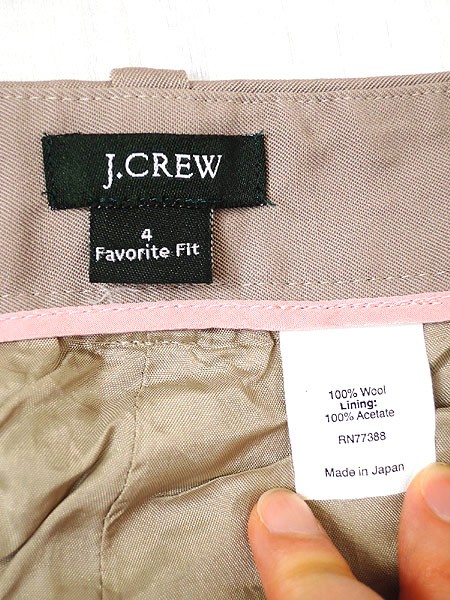 J.CREW
4
Favorite Fit
100% Wool
Lining:
100% Acetate
RN77388
Made in Japan